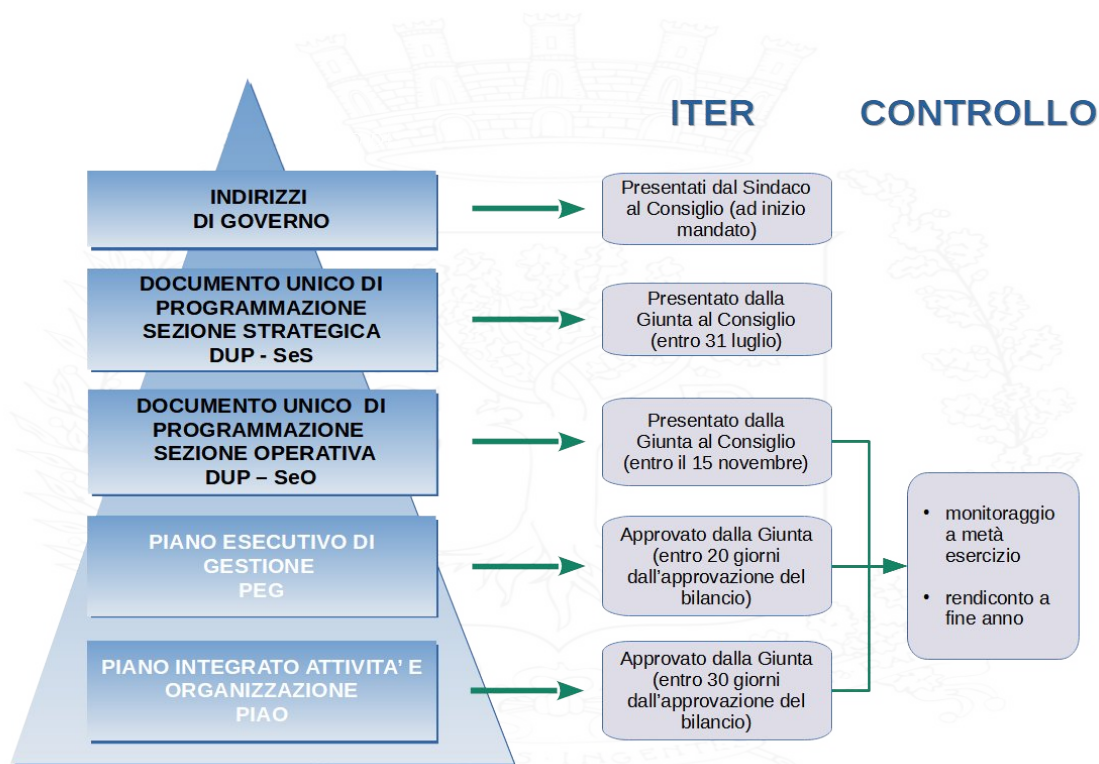 ITER
CONTROLLO
INDIRIZZI
DI GOVERNO
Presentati dal Sindaco
al Consiglio (ad inizio
mandato)
DOCUMENTO UNICO DI
PROGRAMMAZIONE
SEZIONE STRATEGICA
DUP - SeS
Presentato dalla
Giunta al Consiglio
(entro 31 luglio)
DOCUMENTO UNICO DI
PROGRAMMAZIONE
SEZIONE OPERATIVA
DUP – SeO
Presentato dalla
Giunta al Consiglio
(entro il 15 novembre)
PIANO ESECUTIVO DI
GESTIONE
PEG
Approvato dalla Giunta
(entro 20 giorni
dall’approvazione del
bilancio)
PIANO INTEGRATO ATTIVITA’ E
ORGANIZZAZIONE
PIAO
Approvato dalla Giunta
(entro 30 giorni
dall’approvazione del
bilancio)
• monitoraggio
a metà
esercizio
• rendiconto a
fine anno